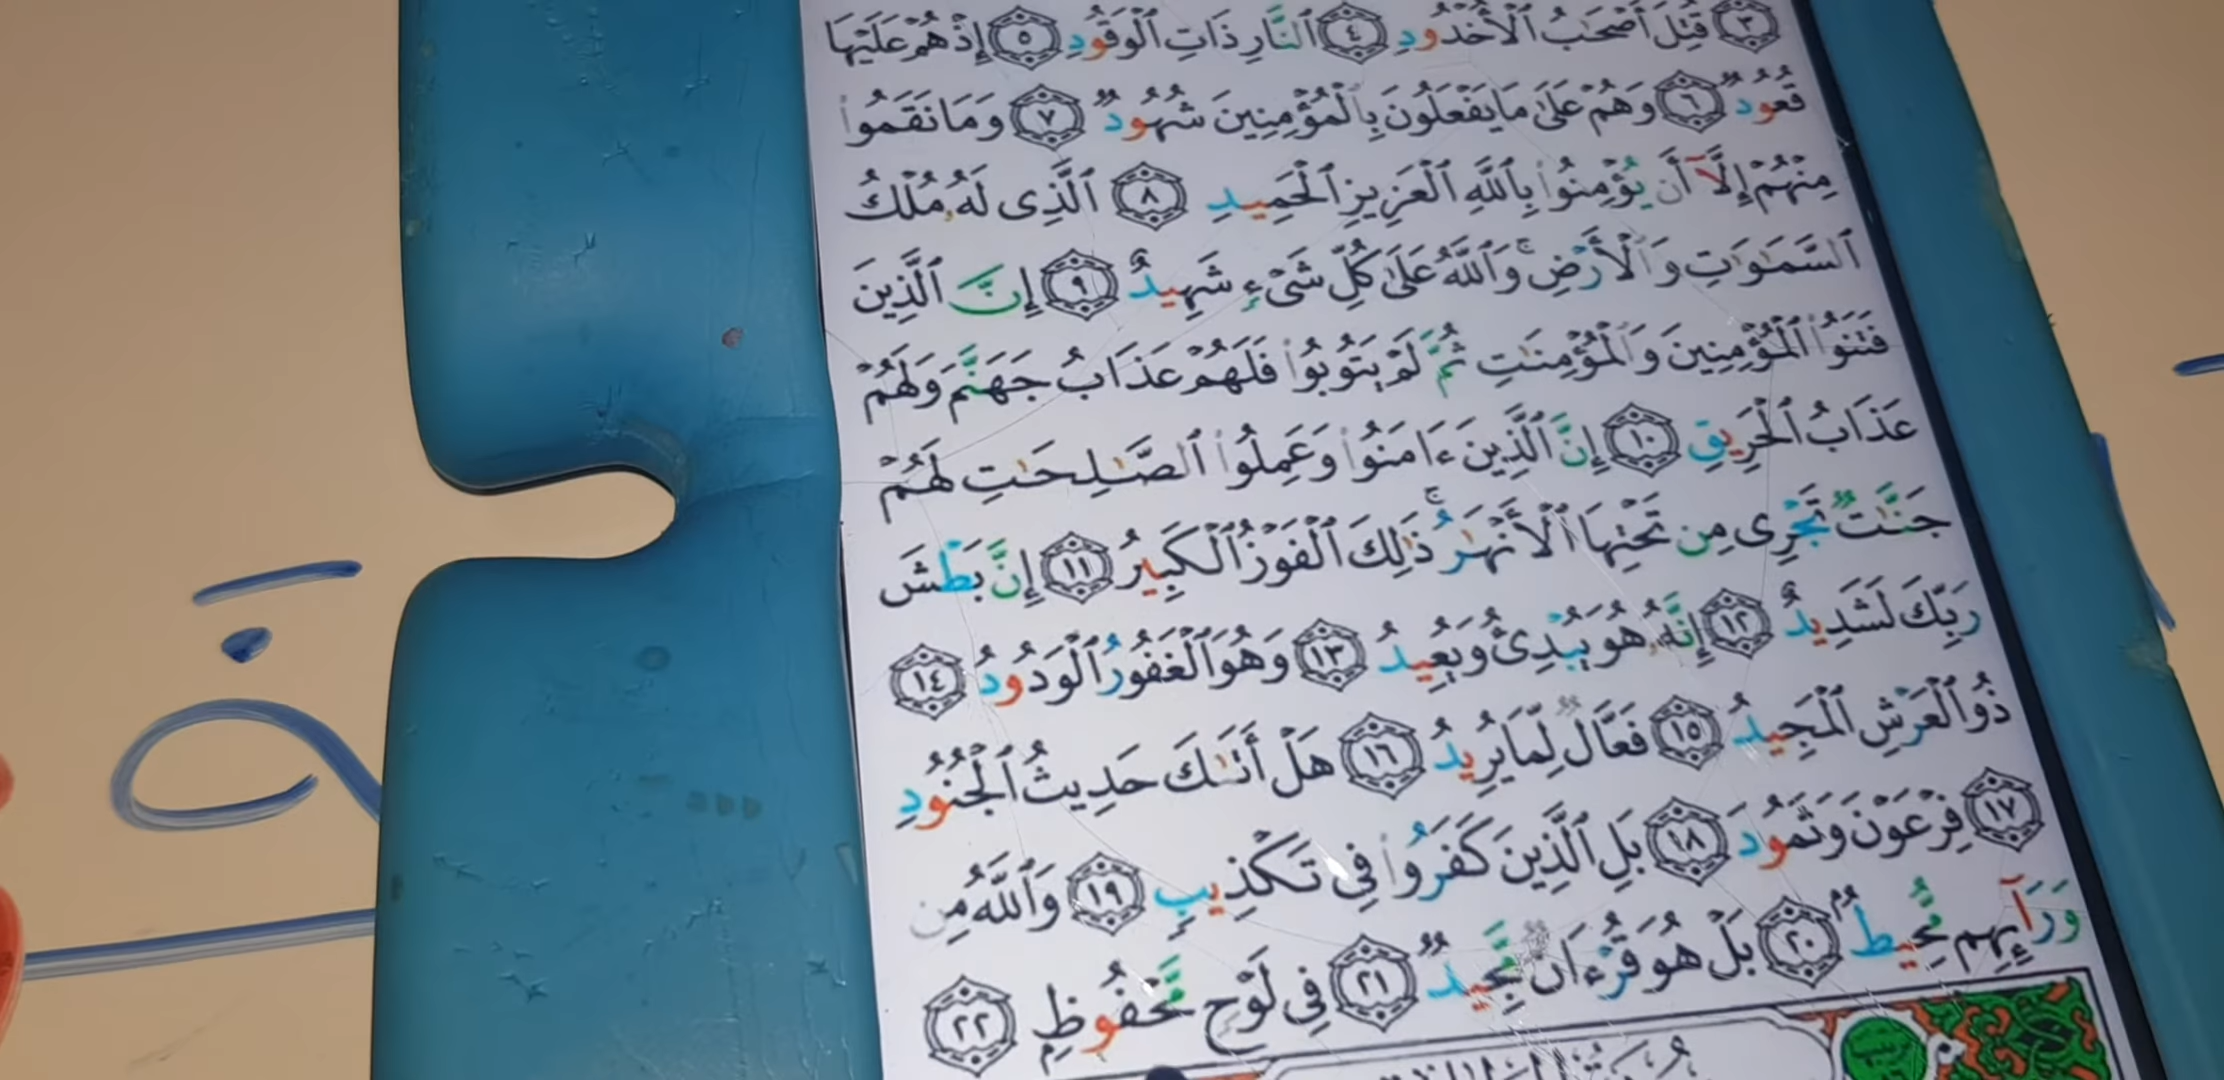 ٣ قُتِلَ أَصْحَٰبُ ٱلْأُخْدُودِ ٤ ٱلنَّارِ ذَاتِ ٱلْوَقُودِ ٥ إِذْ هُمْ عَلَيْهَا
قُعُودٌ ٦ وَهُمْ عَلَىٰ مَا يَفْعَلُونَ بِٱلْمُؤْمِنِينَ شُهُودٌ ٧ وَمَا نَقَمُوا۟
مِنْهُمْ إِلَّآ أَن يُؤْمِنُوا۟ بِٱللَّهِ ٱلْعَزِيزِ ٱلْحَمِيدِ ٨ ٱلَّذِى لَهُۥ مُلْكُ
ٱلسَّمَٰوَٰتِ وَٱلْأَرْضِ ۚ وَٱللَّهُ عَلَىٰ كُلِّ شَىْءٍ شَهِيدٌ ٩ إِنَّ ٱلَّذِينَ
فَتَنُوا۟ ٱلْمُؤْمِنِينَ وَٱلْمُؤْمِنَٰتِ ثُمَّ لَمْ يَتُوبُوا۟ فَلَهُمْ عَذَابُ جَهَنَّمَ وَلَهُمْ
عَذَابُ ٱلْحَرِيقِ ١٠ إِنَّ ٱلَّذِينَ ءَامَنُوا۟ وَعَمِلُوا۟ ٱلصَّٰلِحَٰتِ لَهُمْ
جَنَّٰتٌ تَجْرِى مِن تَحْتِهَا ٱلْأَنْهَٰرُ ۚ ذَٰلِكَ ٱلْفَوْزُ ٱلْكَبِيرُ ١١ إِنَّ بَطْشَ
رَبِّكَ لَشَدِيدٌ ١٢ إِنَّهُۥ هُوَ يُبْدِئُ وَيُعِيدُ ١٣ وَهُوَ ٱلْغَفُورُ ٱلْوَدُودُ ١٤
ذُو ٱلْعَرْشِ ٱلْمَجِيدُ ١٥ فَعَّالٌ لِّمَا يُرِيدُ ١٦ هَلْ أَتَىٰكَ حَدِيثُ ٱلْجُنُودِ
١٧ فِرْعَوْنَ وَثَمُودَ ١٨ بَلِ ٱلَّذِينَ كَفَرُوا۟ فِى تَكْذِيبٍ ١٩ وَٱللَّهُ مِن
وَرَآئِهِم مُّحِيطٌ ٢٠ بَلْ هُوَ قُرْءَانٌ مَّجِيدٌ ٢١ فِى لَوْحٍ مَّحْفُوظٍ ٢٢